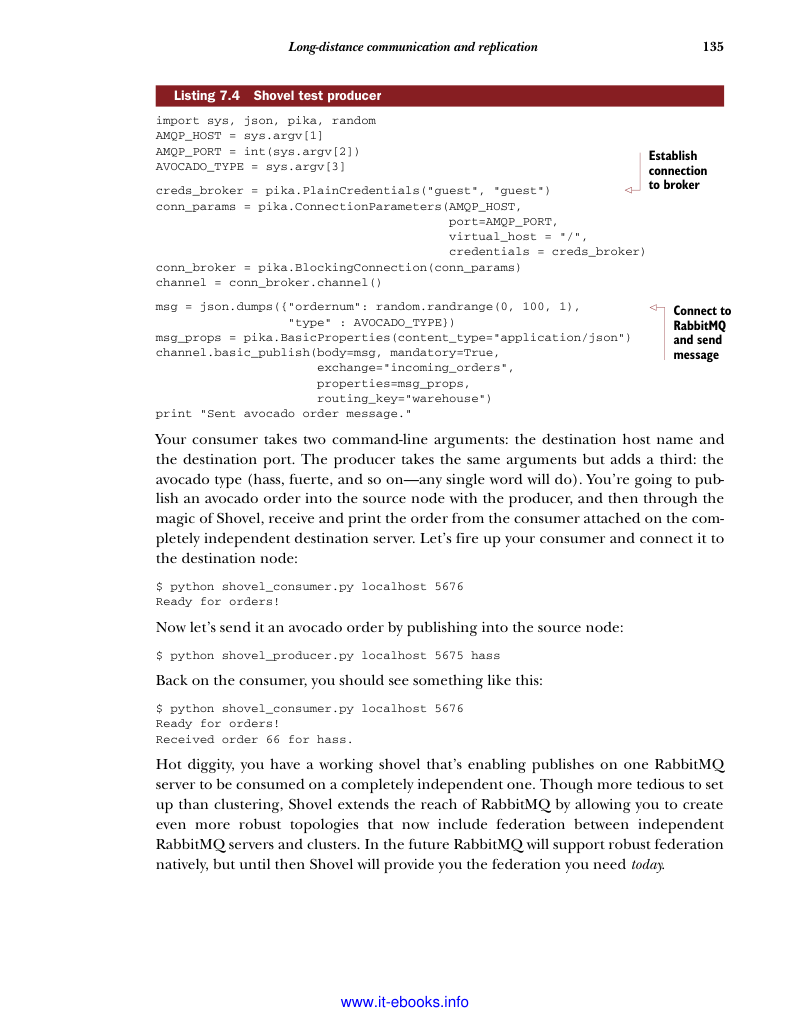 Long-distance communication and replication 135
Listing 7.4 Shovel test producer
import sys, json, pika, random
AMQP_HOST = sys.argv[1]
AMQP_PORT = int(sys.argv[2])
AVOCADO_TYPE = sys.argv[3]
Establish
connection
to broker
creds_broker = pika.PlainCredentials("guest", "guest")
conn_params = pika.ConnectionParameters(AMQP_HOST,
port=AMQP_PORT,
virtual_host = "/",
credentials = creds_broker)
conn_broker = pika.BlockingConnection(conn_params)
channel = conn_broker.channel()
msg = json.dumps({"ordernum": random.randrange(0, 100, 1),
"type" : AVOCADO_TYPE})
msg_props = pika.BasicProperties(content_type="application/json")
channel.basic_publish(body=msg, mandatory=True,
exchange="incoming_orders",
properties=msg_props,
routing_key="warehouse")
print "Sent avocado order message."
Connect to
RabbitMQ
and send
message
Your consumer takes two command-line arguments: the destination host name and
the destination port. The producer takes the same arguments but adds a third: the
avocado type (hass, fuerte, and so on—any single word will do). You're going to pub-
lish an avocado order into the source node with the producer, and then through the
magic of Shovel, receive and print the order from the consumer attached on the com-
pletely independent destination server. Let's fire up your consumer and connect it to
the destination node:
$ python shovel_consumer.py localhost 5676
Ready for orders!
Now let's send it an avocado order by publishing into the source node:
$ python shovel_producer.py localhost 5675 hass
Back on the consumer, you should see something like this:
$ python shovel_consumer.py localhost 5676
Ready for orders!
Received order 66 for hass.
Hot diggity, you have a working shovel that's enabling publishes on one RabbitMQ
server to be consumed on a completely independent one. Though more tedious to set
up than clustering, Shovel extends the reach of RabbitMQ by allowing you to create
even more robust topologies that now include federation between independent
RabbitMQ servers and clusters. In the future RabbitMQ will support robust federation
natively, but until then Shovel will provide you the federation you need today.
www.it-ebooks.info